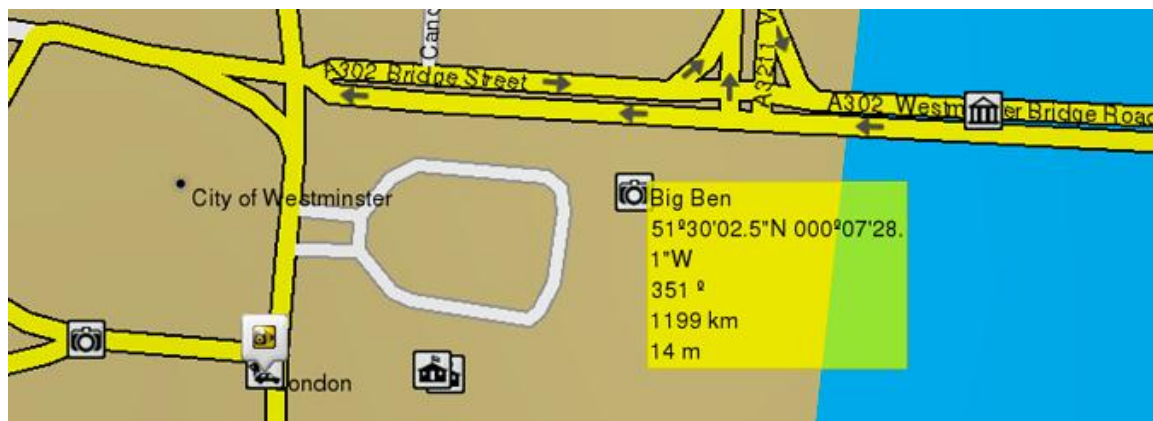 Canc
A302 Bridge Street
A302 Westm er Bridge Road
City of Westminster
Big Ben
51º30'02.5"N 000º07'28.
1"W
351 º
1199 km
14 m
ondon